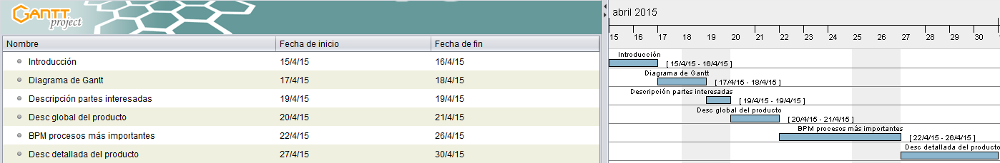 GANTT
project
Nombre Fecha de inicio Fecha de fin
Introducción 15/4/15 16/4/15
Diagrama de Gantt 17/4/15 18/4/15
Descripción partes interesadas 19/4/15 19/4/15
Desc global del producto 20/4/15 21/4/15
BPM procesos más importantes 22/4/15 26/4/15
Desc detallada del producto 27/4/15 30/4/15
abril 2015
15 16 17 18 19 20 21 22 23 24 25 26 27 28 29 30
Introducción
[ 15/4/15 - 16/4/15 ]
Diagrama de Gantt
[ 17/4/15 - 18/4/15 ]
Descripción partes interesadas
[ 19/4/15 - 19/4/15 ]
Desc global del producto
[ 20/4/15 - 21/4/15 ]
BPM procesos más importantes
[ 22/4/15 - 26/4/15 ]
Desc detallada del producto